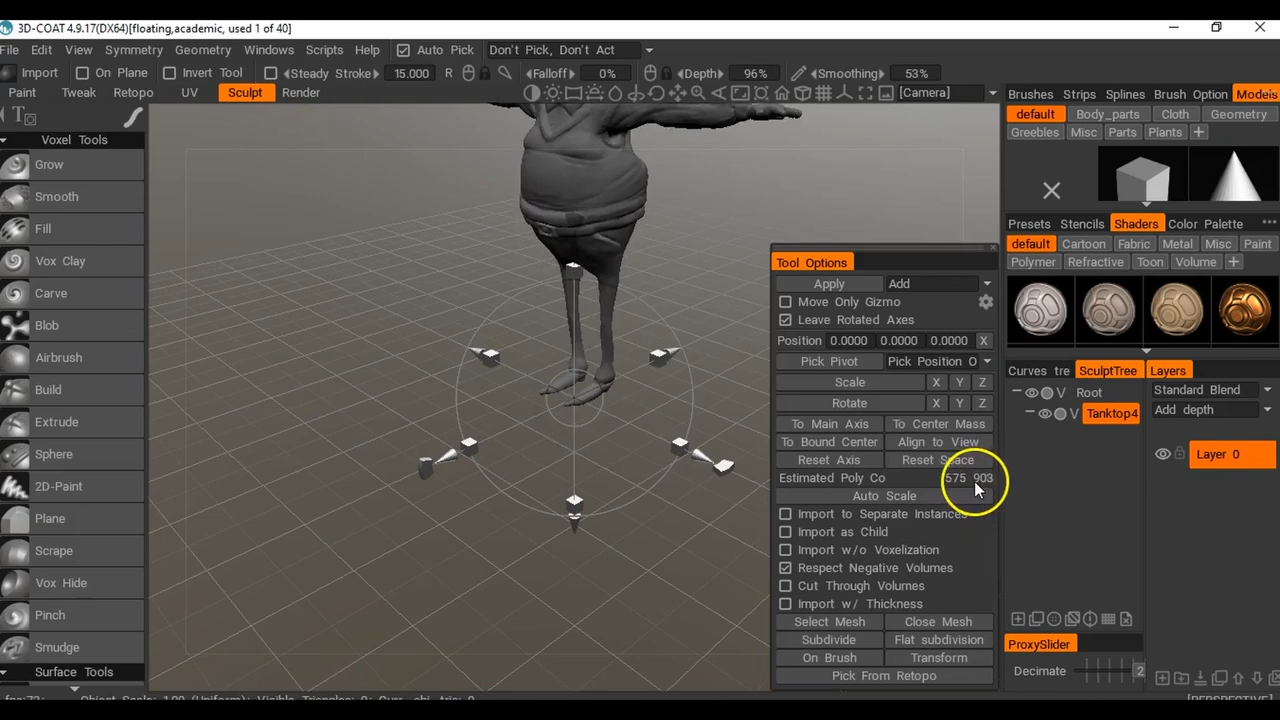 3D-COAT 4.9.17(DX64)[floating,academic, used 1 of 40]
File Edit View Symmetry Geometry Windows Scripts Help Auto Pick Don't Pick, Don't Act
Import On Plane Invert Tool Steady Stroke 15.000 R Falloff 0% Depth 96% Smoothing 53%
Paint Tweak Retopo UV Sculpt Render [Camera]
Brushes Strips Splines Brush Option Models
default Body_parts Cloth Geometry
Greebles Misc Parts Plants +
Voxel Tools
Grow
Smooth
Fill
Vox Clay
Carve
Blob
Airbrush
Build
Extrude
Sphere
2D-Paint
Plane
Scrape
Vox Hide
Pinch
Smudge
Surface Tools
Presets Stencils Shaders Color Palette
default Cartoon Fabric Metal Misc Paint
Polymer Refractive Toon Volume +
Tool Options
Apply Add
Move Only Gizmo
Leave Rotated Axes
Position 0.0000 0.0000 0.0000 X
Pick Pivot Pick Position O
Scale X Y Z
Rotate X Y Z
To Main Axis To Center Mass
To Bound Center Align to View
Reset Axis Reset Space
Estimated Poly Co 575 903
Auto Scale
Import to Separate Instances
Import as Child
Import w/o Voxelization
Respect Negative Volumes
Cut Through Volumes
Import w/ Thickness
Select Mesh Close Mesh
Subdivide Flat subdivision
On Brush Transform
Pick From Retopo
Curves tre SculptTree
V Root
V Tanktop4
Layers
Standard Blend
Add depth
Layer 0
ProxySlider
Decimate 2